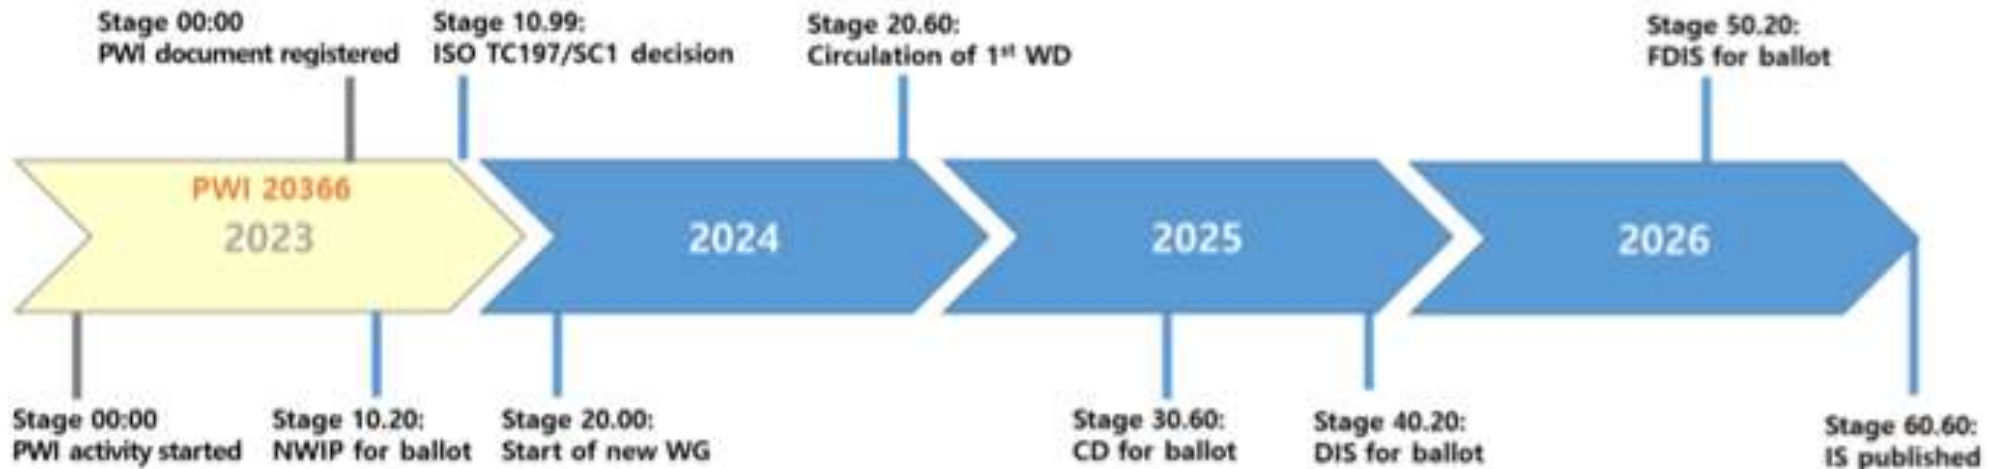 Stage 00:00
PWI document registered
Stage 10.99:
ISO TC197/SC1 decision
Stage 20.60:
Circulation of 1st WD
Stage 50.20:
FDIS for ballot
PWI 20366
2023
2024
2025
2026
Stage 00:00
PWI activity started
Stage 10.20:
NWIP for ballot
Stage 20.00:
Start of new WG
Stage 30.60:
CD for ballot
Stage 40.20:
DIS for ballot
Stage 60.60:
IS published